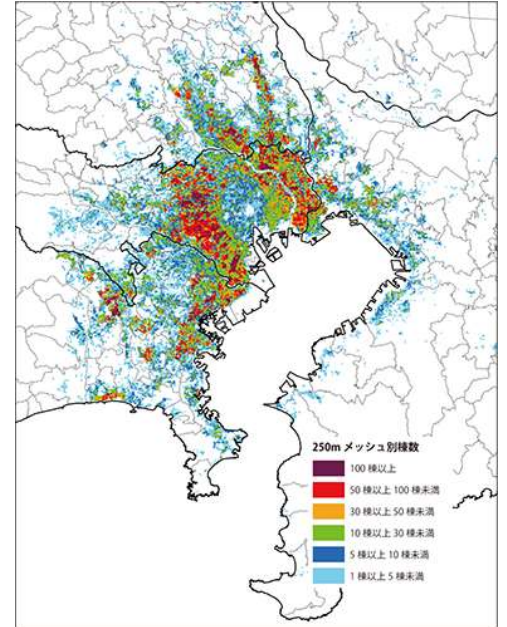 250m メッシュ別棟数
100 棟以上
50 棟以上 100 棟未満
30 棟以上 50 棟未満
10 棟以上 30 棟未満
5 棟以上 10 棟未満
1 棟以上 5 棟未満